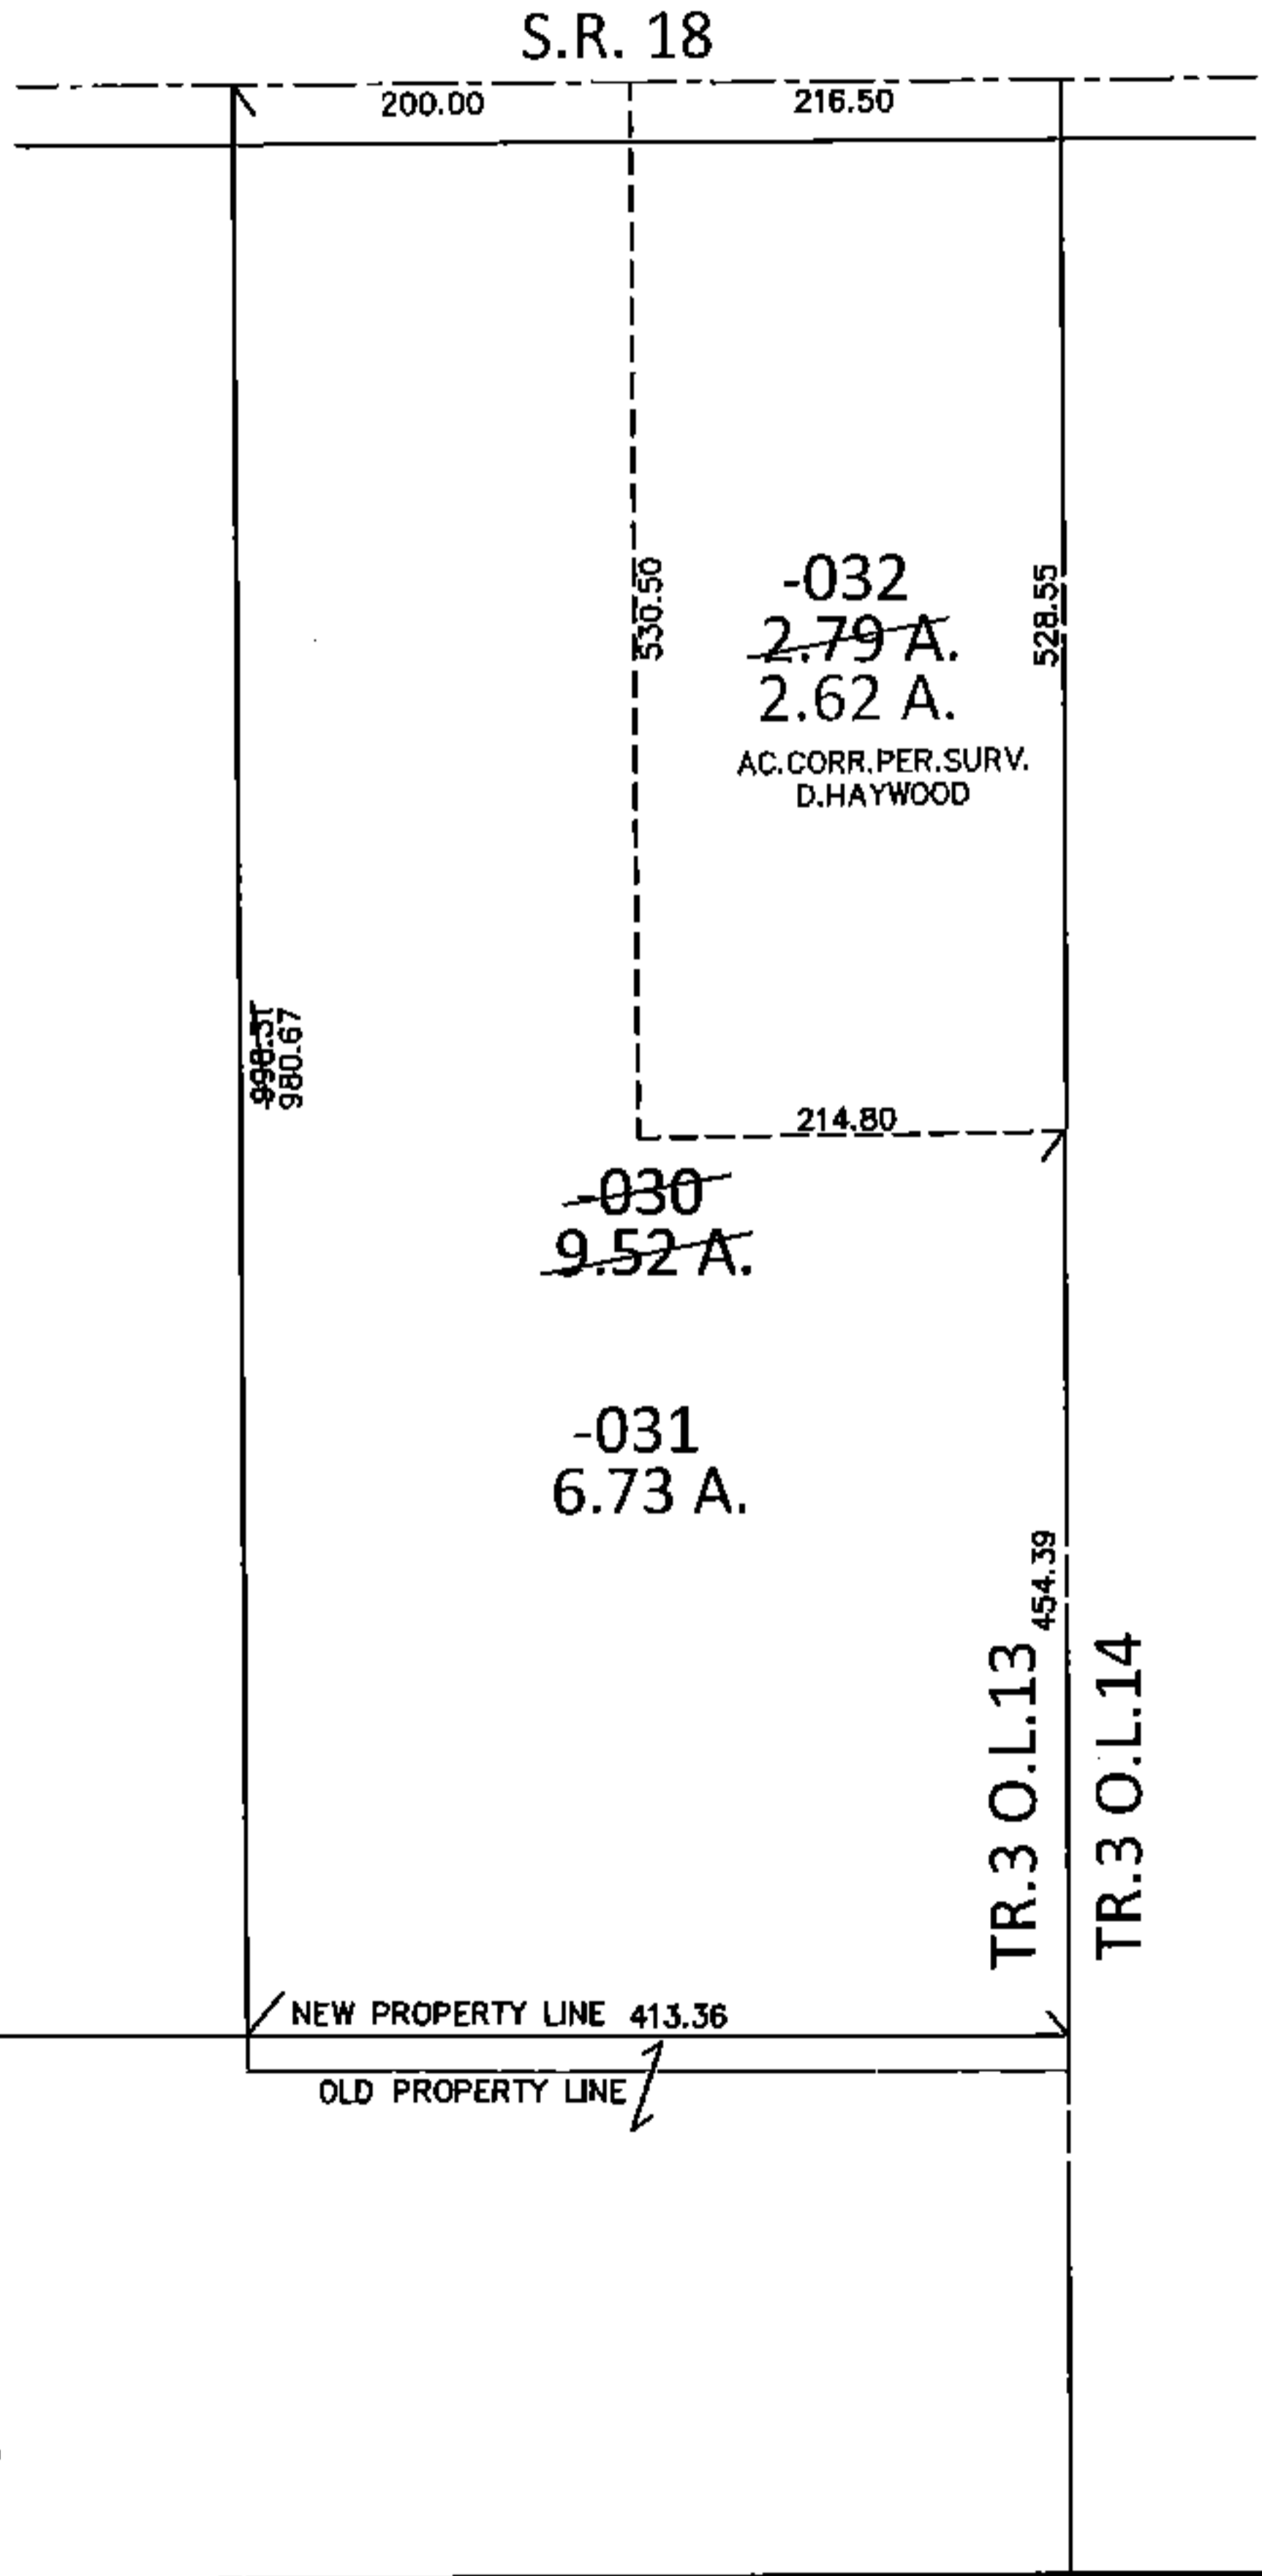 S.R. 18
200.00
216.50
530.50
-032
2.79 A.
2.62 A.
AC.CORR.PER.SURV.
D.HAYWOOD
528.55
998.51
980.67
214.80
-030
9.52 A.
-031
6.73 A.
454.39
TR.3 O.L.13
TR.3 O.L.14
NEW PROPERTY LINE 413.36
OLD PROPERTY LINE